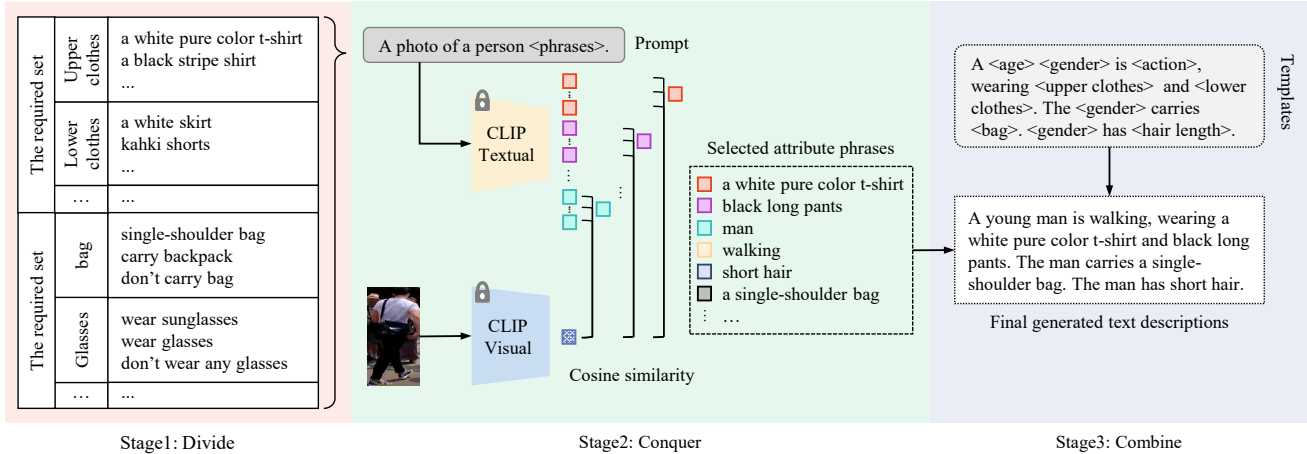 The required set
Upper
clothes
a white pure color t-shirt
a black stripe shirt
...
Lower
clothes
a white skirt
kahki shorts
...
...
...
The required set
bag
single-shoulder bag
carry backpack
don't carry bag
Glasses
wear sunglasses
wear glasses
don't wear any glasses
...
...
Stage1: Divide
A photo of a person <phrases>.
Prompt
CLIP
Textual
CLIP
Visual
Cosine similarity
Selected attribute phrases
a white pure color t-shirt
black long pants
man
walking
short hair
a single-shoulder bag
...
Stage2: Conquer
A <age> <gender> is <action>,
wearing <upper clothes> and <lower
clothes>. The <gender> carries
<bag>. <gender> has <hair length>.
Templates
A young man is walking, wearing a
white pure color t-shirt and black long
pants. The man carries a single-
shoulder bag. The man has short hair.
Final generated text descriptions
Stage3: Combine